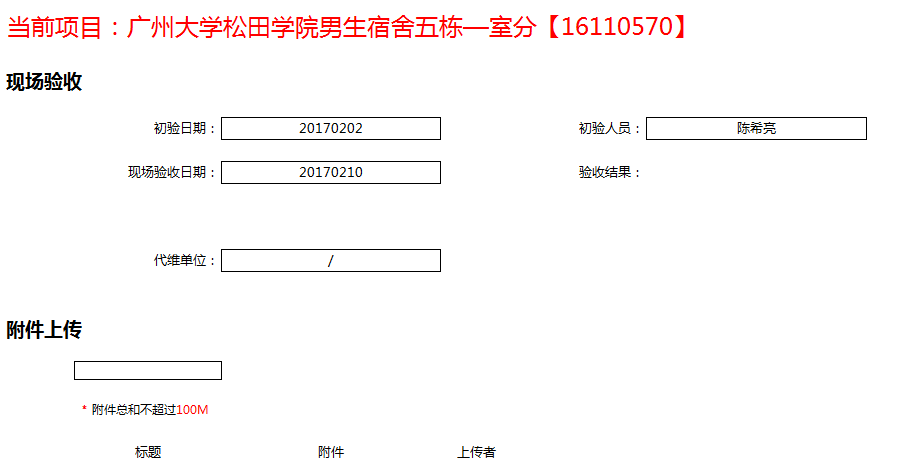 当前项目：广州大学松田学院男生宿舍五栋—室分【16110570】
现场验收
初验日期： 20170202 初验人员： 陈希亮
现场验收日期： 20170210 验收结果：
代维单位： /
附件上传
* 附件总和不超过100M
标题 附件 上传者